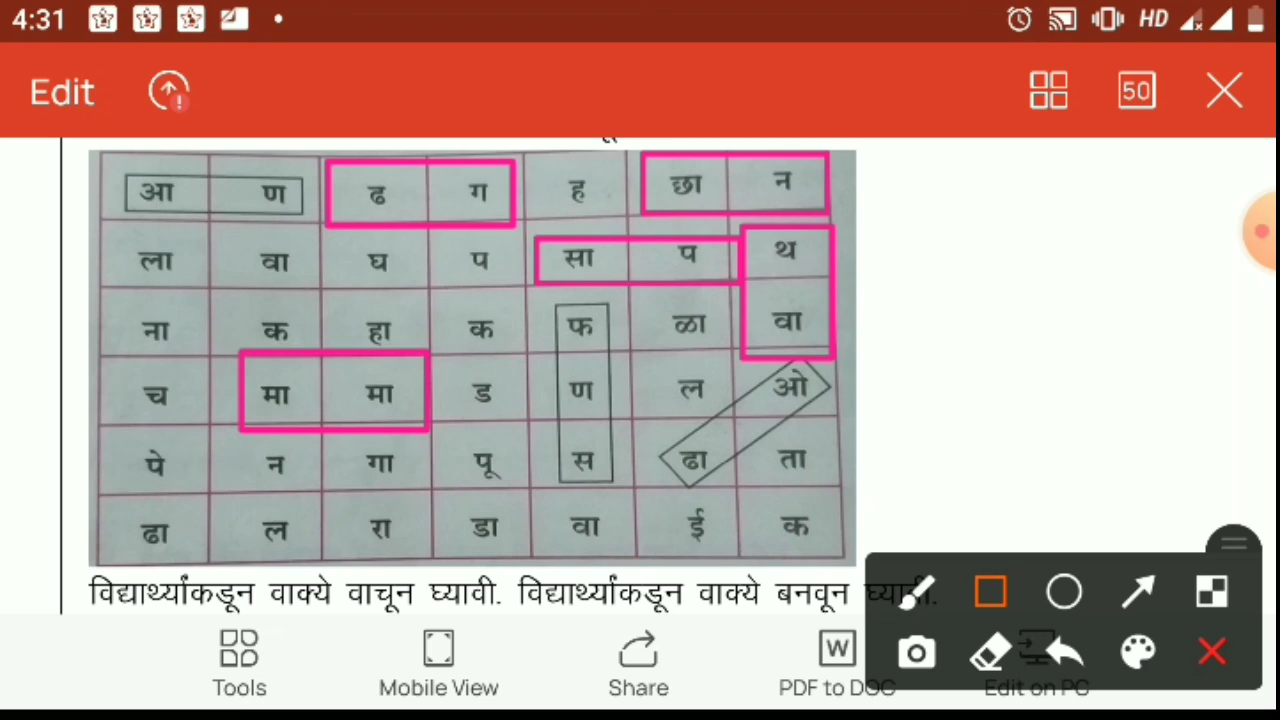 4:31 HD
Edit 50
आ ण ढ ग ह छा न
ला वा घ प सा प थ
ना क हा क फ ळा वा
च मा मा ड ण ल ओ
पे न गा पू स ढा ता
ढा ल रा डा वा ई क
विद्यार्थ्यांकडून वाक्ये वाचून घ्यावी. विद्यार्थ्यांकडून वाक्ये बनवून
Tools Mobile View Share PDF to DOC Edit on PC